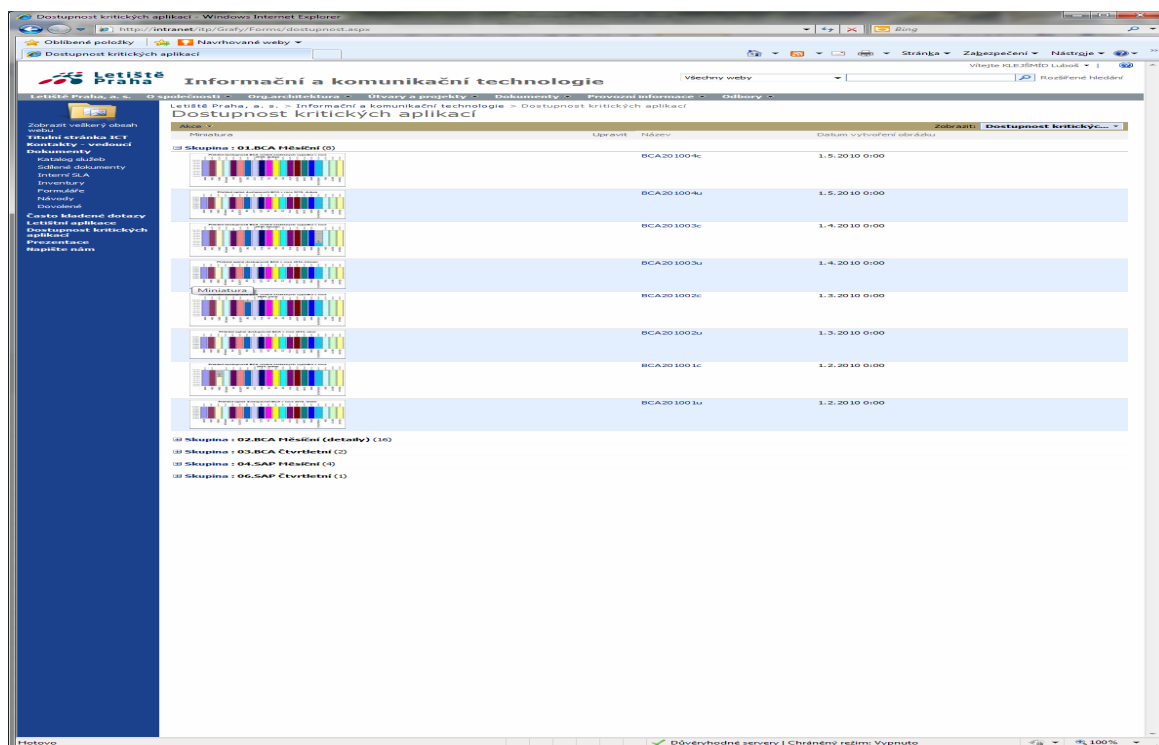 Dostupnost kritických aplikací - Windows Internet Explorer
http://intranet/itp/Grafy/Forms/dostupnost.aspx
Bing
Oblíbené položky
Navrhované weby
Dostupnost kritických aplikací
Stránka
Zabezpečení
Nástroje
Vítejte KLEJŠMÍD Luboš
Letiště
Praha
Informační a komunikační technologie
Všechny weby
Rozšířené hledání
Letiště Praha, a. s.
O společnosti
Org.architektura
Útvary a projekty
Dokumenty
Provozní informace
Odbory
Letiště Praha, a. s. > Informační a komunikační technologie > Dostupnost kritických aplikací
Dostupnost kritických aplikací
Zobrazit veškerý obsah
webu
Titulní stránka ICT
Kontakty - vedoucí
Dokumenty
Katalog služeb
Sdílené dokumenty
Interní SLA
Inventury
Formuláře
Návody
Dovolené
Často kladené dotazy
Letištní aplikace
Dostupnost kritických
aplikací
Prezentace
Napište nám
Akce
Zobrazit: Dostupnost kritickýc...
Miniatura
Upravit
Název
Datum vytvoření obrázku
Skupina : 01.BCA Měsíční (8)
BCA201004c 1.5.2010 0:00
BCA201004u 1.5.2010 0:00
BCA201003c 1.4.2010 0:00
BCA201003u 1.4.2010 0:00
Miniatura
BCA201002c 1.3.2010 0:00
BCA201002u 1.3.2010 0:00
BCA201001c 1.2.2010 0:00
BCA201001u 1.2.2010 0:00
Skupina : 02.BCA Měsíční (detaily) (16)
Skupina : 03.BCA Čtvrtletní (2)
Skupina : 04.SAP Měsíční (4)
Skupina : 06.SAP Čtvrtletní (1)
Hotovo
Důvěryhodné servery | Chráněný režim: Vypnuto
100%